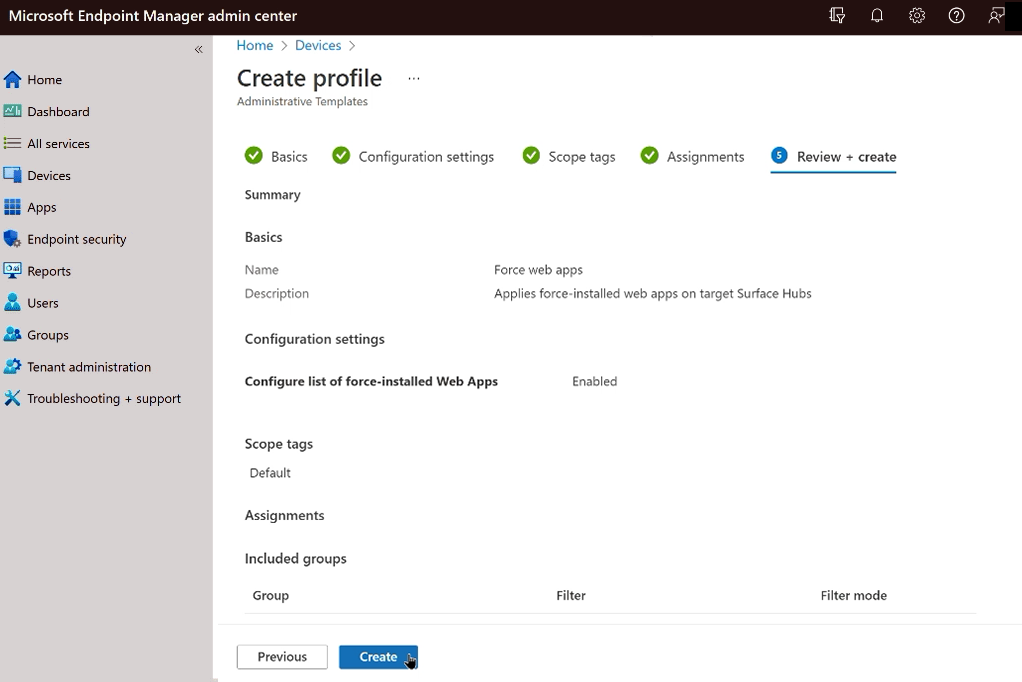 Microsoft Endpoint Manager admin center
«
Home
Dashboard
All services
Devices
Apps
Endpoint security
Reports
Users
Groups
Tenant administration
Troubleshooting + support
Home > Devices >
Create profile ...
Administrative Templates
Basics Configuration settings Scope tags Assignments 5 Review + create
Summary
Basics
Name Force web apps
Description Applies force-installed web apps on target Surface Hubs
Configuration settings
Configure list of force-installed Web Apps Enabled
Scope tags
Default
Assignments
Included groups
Group Filter Filter mode
Previous Create